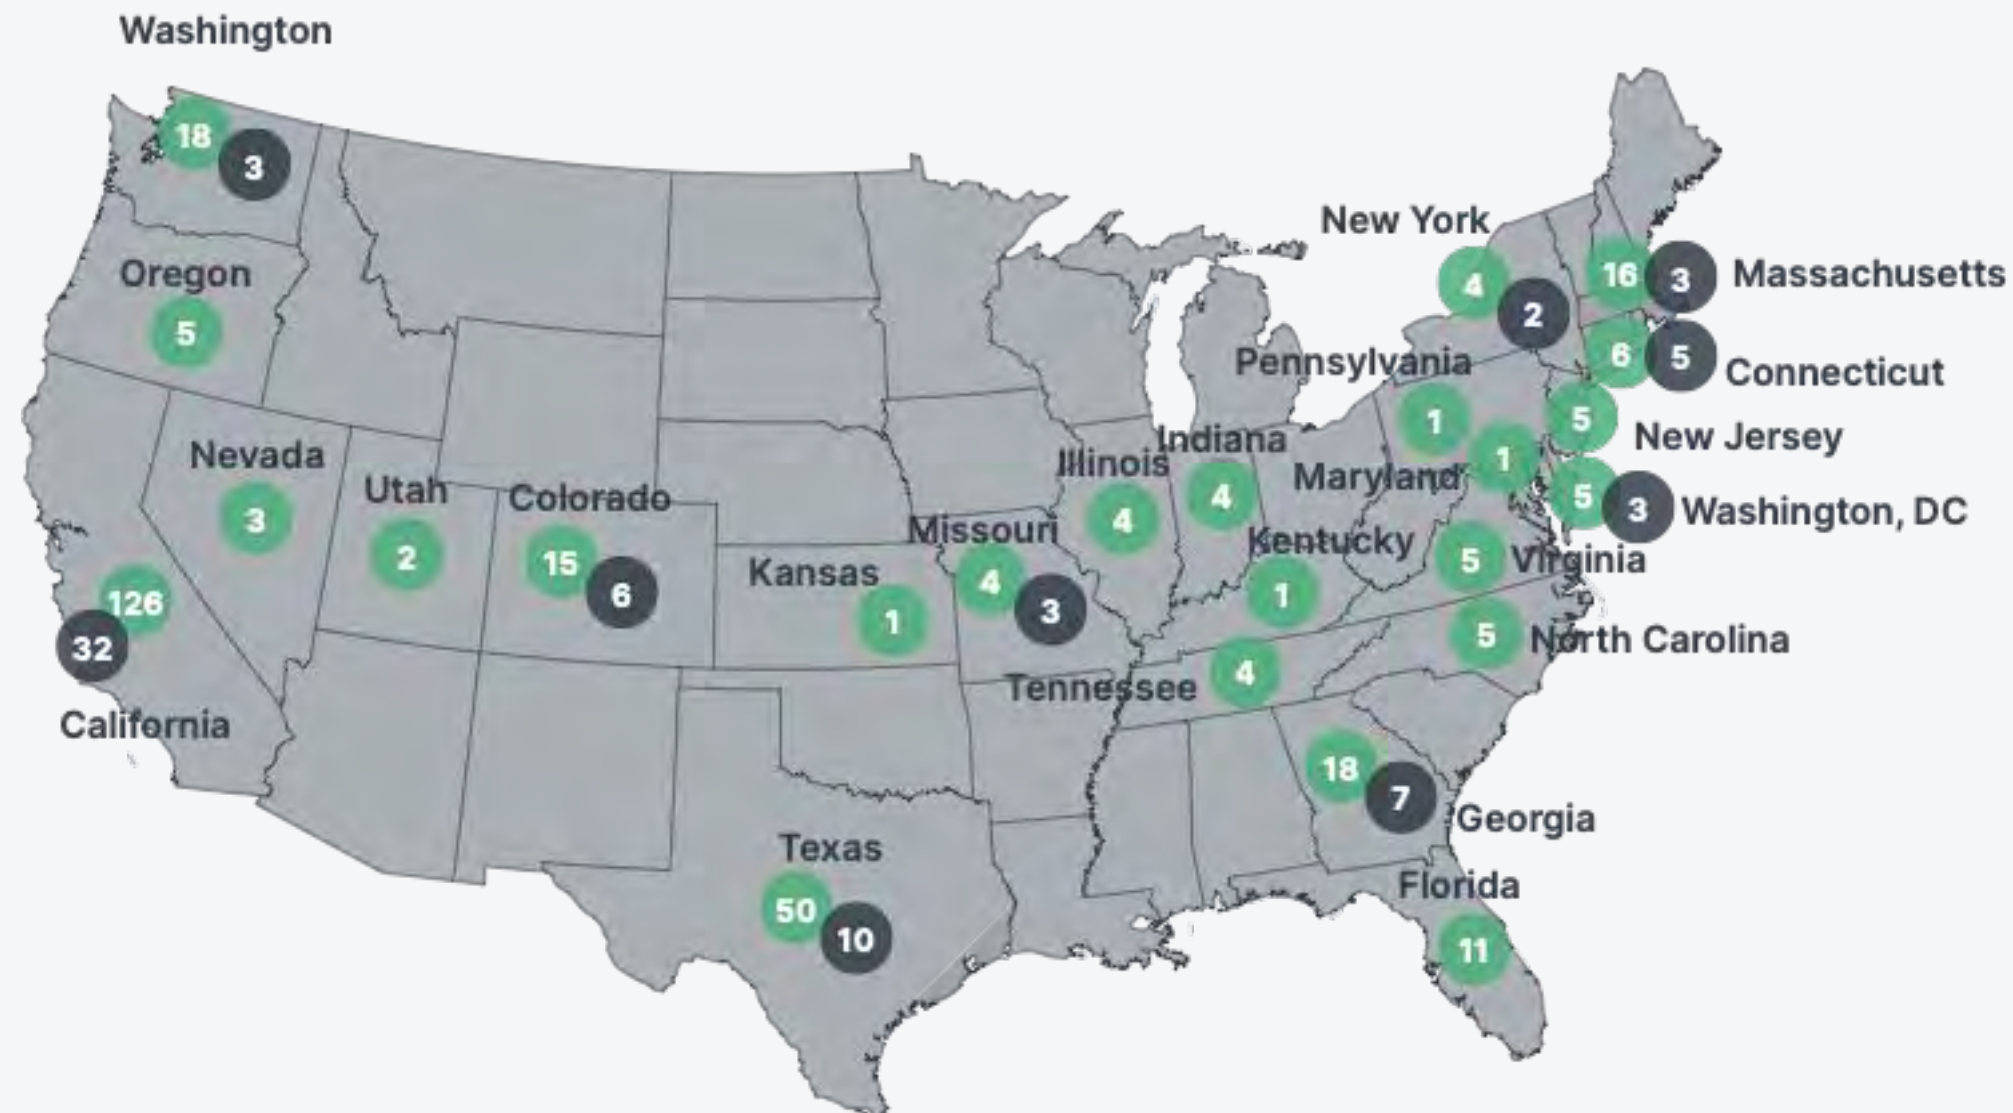 Washington
18
3
Oregon
5
Nevada
3
Utah
2
Colorado
15
6
126
32
California
Kansas
1
Missouri
4
3
Illinois
4
Indiana
4
Kentucky
1
Tennessee
4
Texas
50
10
New York
4
2
16
3
Massachusetts
6
5
Connecticut
Pennsylvania
1
5
New Jersey
Maryland
1
5
3
Washington, DC
5
Virginia
5
North Carolina
18
7
Georgia
Florida
11